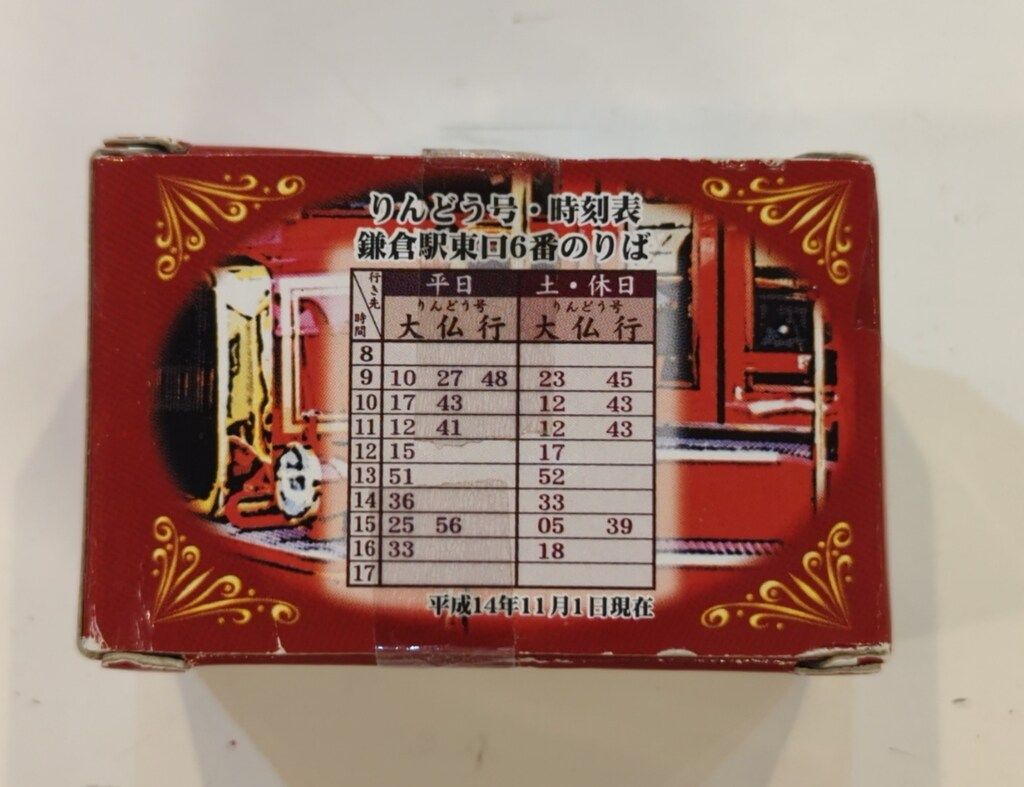 りんどう号・時刻表
鎌倉駅東口6番のりば
行き先 平日 土・休日
時間 りんどう号 りんどう号
大仏行 大仏行
8
9 10 27 48 23 45
10 17 43 12 43
11 12 41 12 43
12 15 17
13 51 52
14 36 33
15 25 56 05 39
16 33 18
17
平成14年11月1日現在